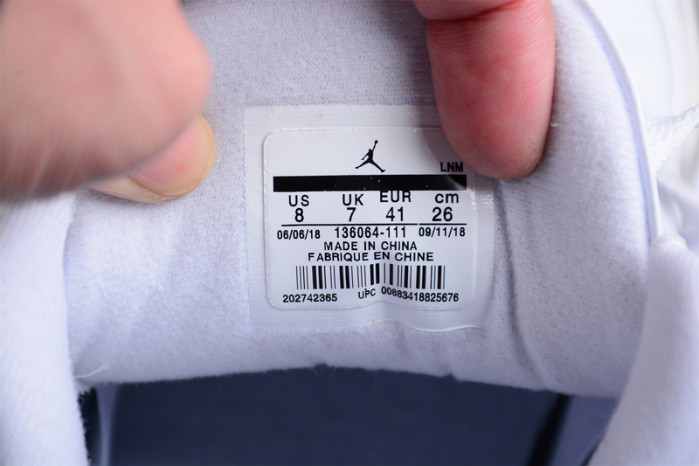 LNM
US UK EUR cm
8 7 41 26
06/06/18 136064-111 09/11/18
MADE IN CHINA
FABRIQUE EN CHINE
202742365 UPC 00883418825676